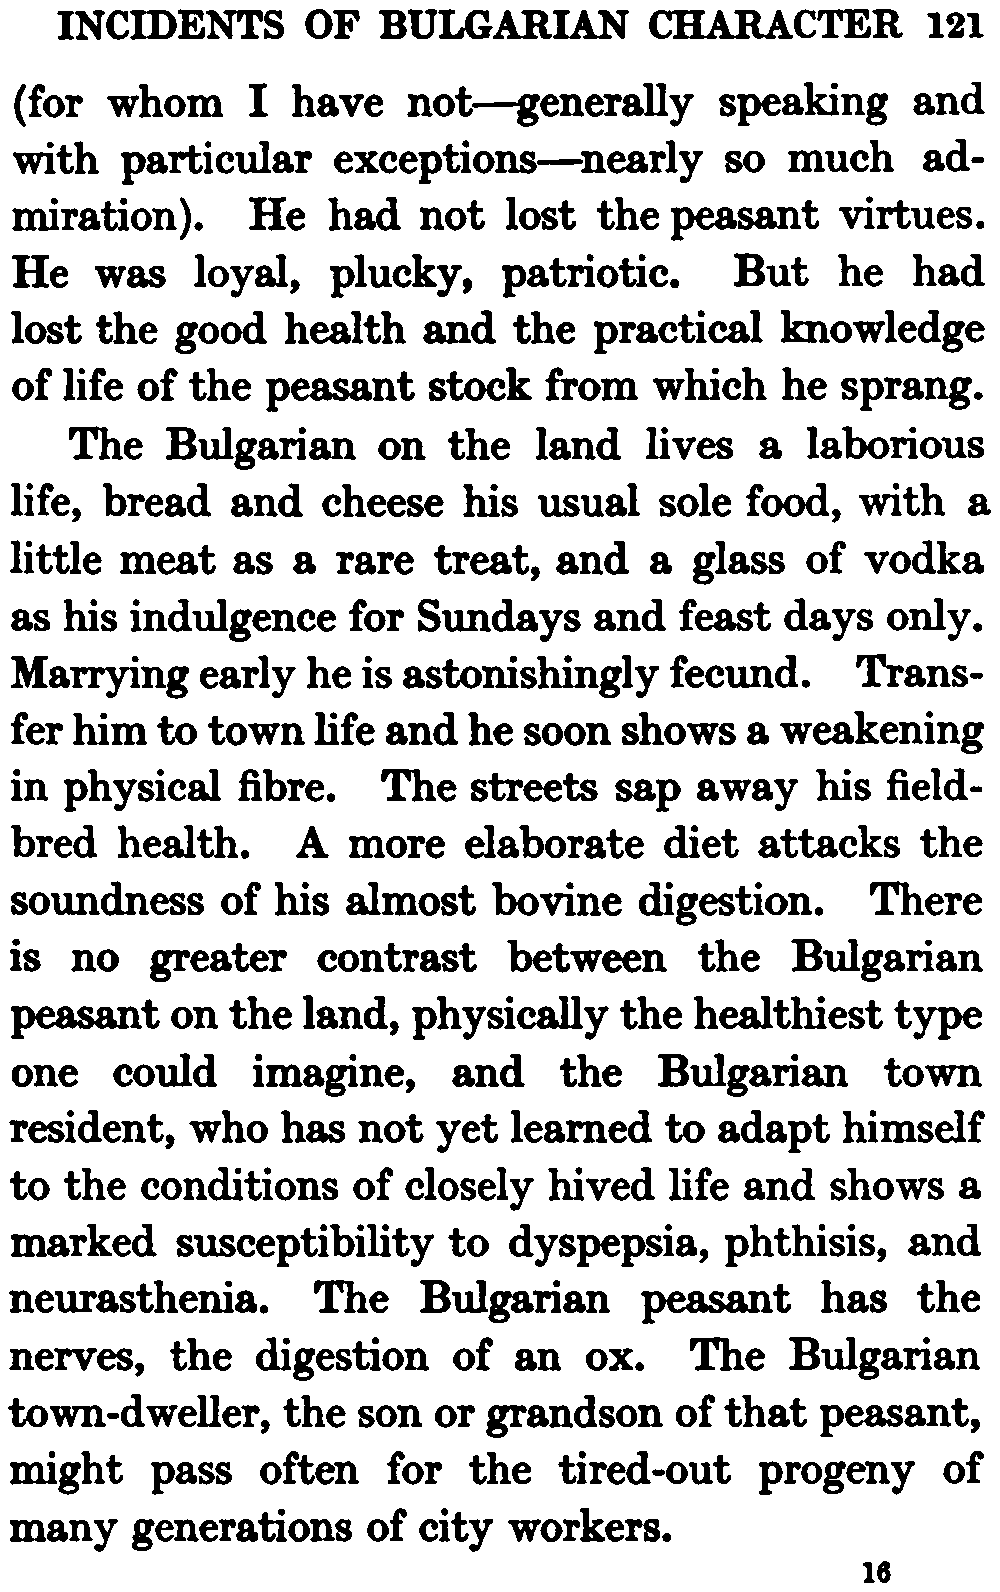 INCIDENTS OF BULGARIAN CHARACTER 121
(for whom I have not—generally speaking and
with particular exceptions—nearly so much ad-
miration). He had not lost the peasant virtues.
He was loyal, plucky, patriotic. But he had
lost the good health and the practical knowledge
of life of the peasant stock from which he sprang.
The Bulgarian on the land lives a laborious
life, bread and cheese his usual sole food, with a
little meat as a rare treat, and a glass of vodka
as his indulgence for Sundays and feast days only.
Marrying early he is astonishingly fecund. Trans-
fer him to town life and he soon shows a weakening
in physical fibre. The streets sap away his field-
bred health. A more elaborate diet attacks the
soundness of his almost bovine digestion. There
is no greater contrast between the Bulgarian
peasant on the land, physically the healthiest type
one could imagine, and the Bulgarian town
resident, who has not yet learned to adapt himself
to the conditions of closely hived life and shows a
marked susceptibility to dyspepsia, phthisis, and
neurasthenia. The Bulgarian peasant has the
nerves, the digestion of an ox. The Bulgarian
town-dweller, the son or grandson of that peasant,
might pass often for the tired-out progeny of
many generations of city workers.
16